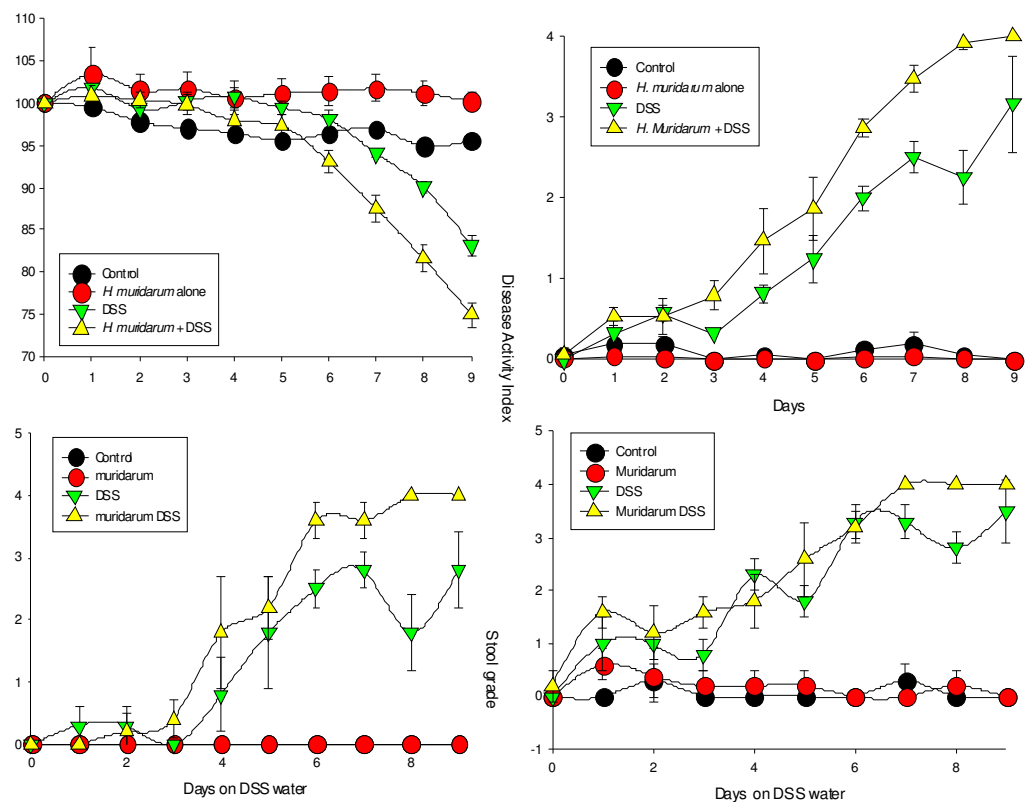 110
105
100
95
90
85
80
75
70
0 1 2 3 4 5 6 7 8 9
Control
H muridarum alone
DSS
H muridarum + DSS
Disease Activity Index
4
3
2
1
0
0 1 2 3 4 5 6 7 8 9
Days
Control
H. muridarum alone
DSS
H. Muridarum + DSS
5
4
3
2
1
0
0 2 4 6 8
Days on DSS water
Control
muridarum
DSS
muridarum DSS
Stool grade
5
4
3
2
1
0
-1
0 2 4 6 8
Days on DSS water
Control
Muridarum
DSS
Muridarum DSS